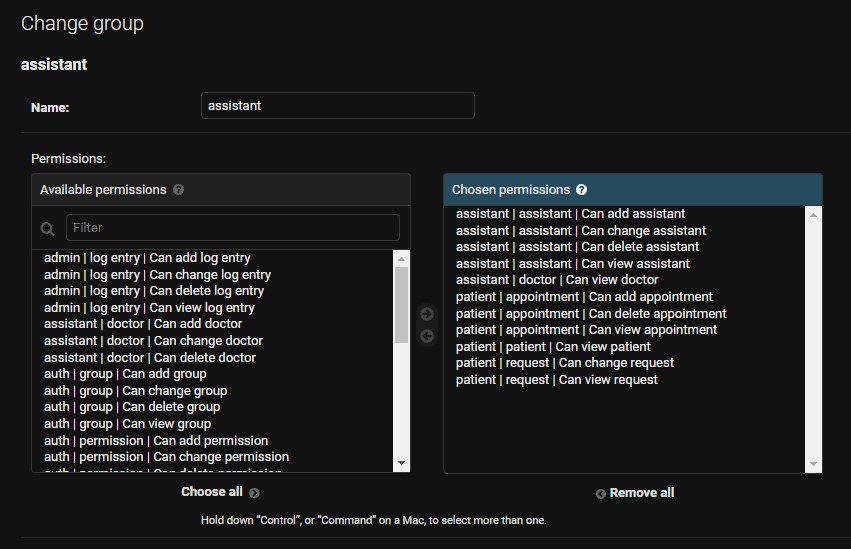 Change group
assistant
Name:
assistant
Permissions:
Available permissions ?
Filter
admin | log entry | Can add log entry
admin | log entry | Can change log entry
admin | log entry | Can delete log entry
admin | log entry | Can view log entry
assistant | doctor | Can add doctor
assistant | doctor | Can change doctor
assistant | doctor | Can delete doctor
auth | group | Can add group
auth | group | Can change group
auth | group | Can delete group
auth | group | Can view group
auth | permission | Can add permission
auth | permission | Can change permission
auth | permission | Can delete permission
Choose all
Chosen permissions ?
assistant | assistant | Can add assistant
assistant | assistant | Can change assistant
assistant | assistant | Can delete assistant
assistant | assistant | Can view assistant
assistant | doctor | Can view doctor
patient | appointment | Can add appointment
patient | appointment | Can delete appointment
patient | appointment | Can view appointment
patient | patient | Can view patient
patient | request | Can change request
patient | request | Can view request
Remove all
Hold down “Control”, or “Command” on a Mac, to select more than one.